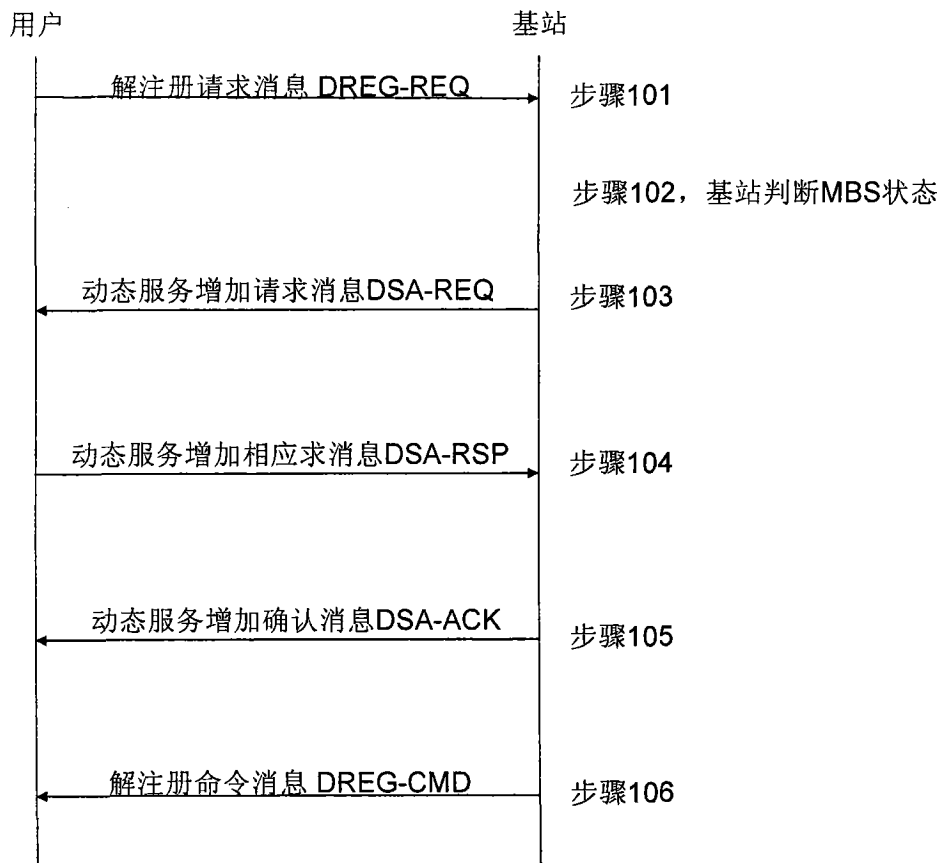 用户 基站
解注册请求消息 DREG-REQ 步骤101
步骤102，基站判断MBS状态
动态服务增加请求消息DSA-REQ 步骤103
动态服务增加相应求消息DSA-RSP 步骤104
动态服务增加确认消息DSA-ACK 步骤105
解注册命令消息 DREG-CMD 步骤106